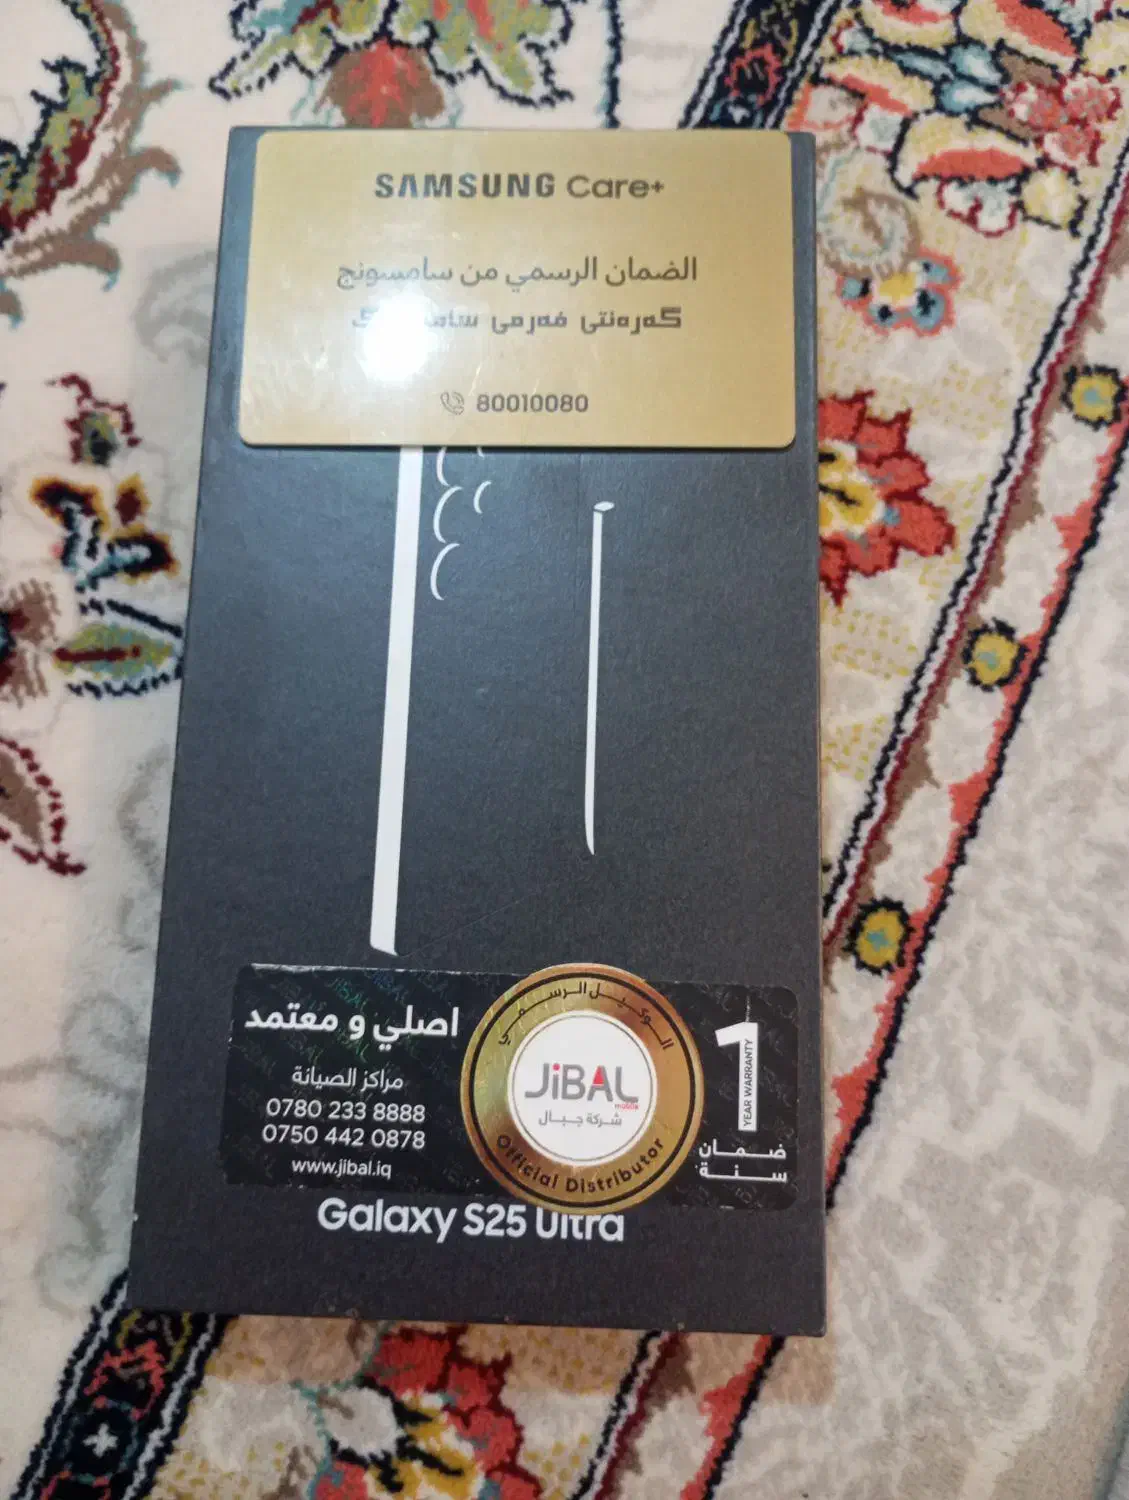 SAMSUNG Care+
الضمان الرسمي من سامسونج
گەرەنتی فەرمی
80010080
اصلي و معتمد
مراكز الصيانة
0780 233 8888
0750 442 0878
www.jibal.iq
الوكيل الرسمي
JiBAL
mobile
شركة جبال
Official Distributor
1
YEAR WARRANTY
ضمان
سنة
Galaxy S25 Ultra